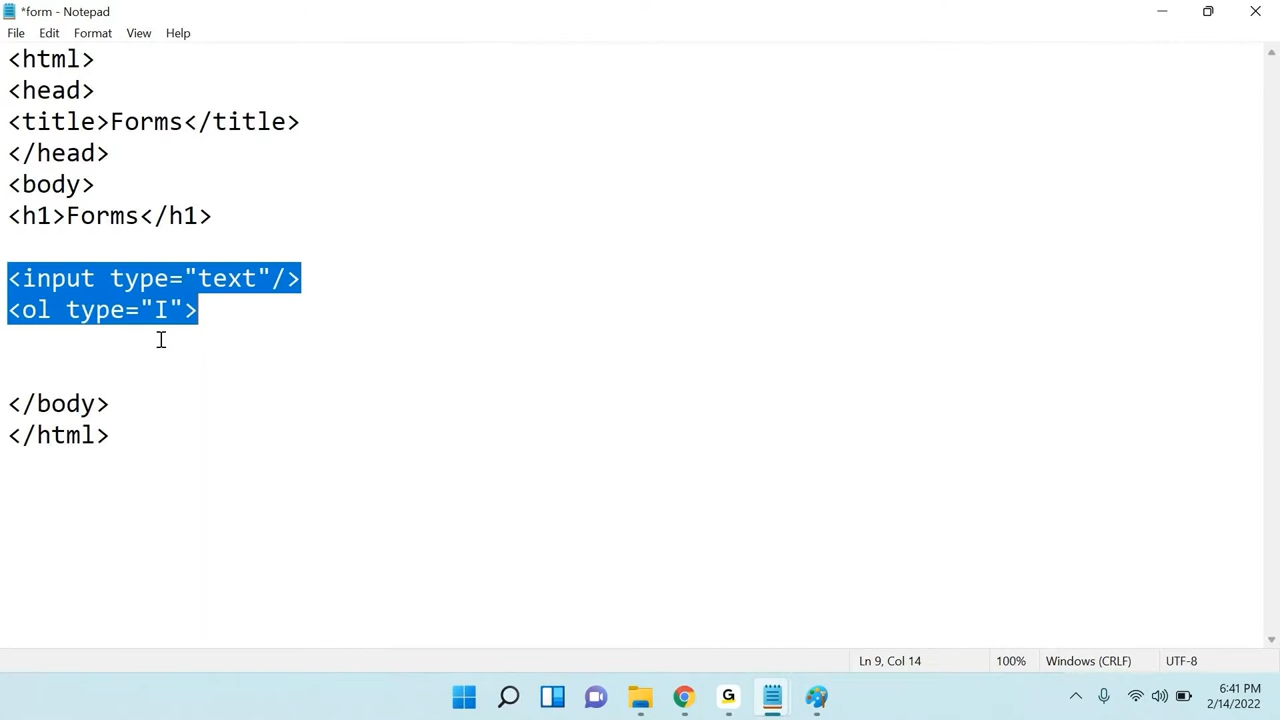 *form - Notepad
File Edit Format View Help
<html>
<head>
<title>Forms</title>
</head>
<body>
<h1>Forms</h1>
<input type="text"/>
<ol type="I">
</body>
</html>
Ln 9, Col 14 100% Windows (CRLF) UTF-8
G
6:41 PM
2/14/2022